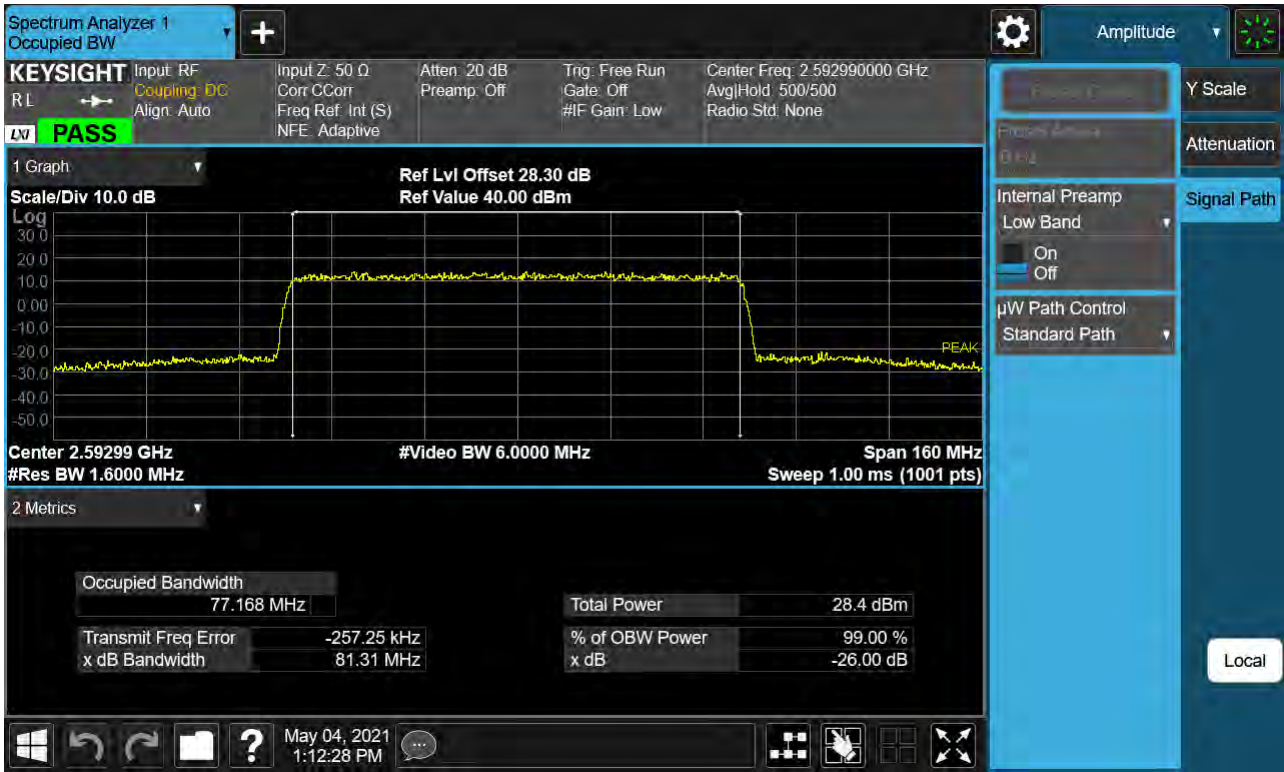 Spectrum Analyzer 1
Occupied BW
+
Amplitude
KEYSIGHT
RL
LXI
PASS
Input: RF
Coupling: DC
Align: Auto
Input Z: 50 Ω
Corr CCorr
Freq Ref: Int (S)
NFE: Adaptive
Atten: 20 dB
Preamp: Off
Trig: Free Run
Gate: Off
#IF Gain: Low
Center Freq: 2.592990000 GHz
Avg|Hold: 500/500
Radio Std: None
1 Graph
Scale/Div 10.0 dB
Ref Lvl Offset 28.30 dB
Ref Value 40.00 dBm
Log
30.0
20.0
10.0
0.00
-10.0
-20.0
-30.0
-40.0
-50.0
PEAK
Center 2.59299 GHz
#Video BW 6.0000 MHz
Span 160 MHz
#Res BW 1.6000 MHz
Sweep 1.00 ms (1001 pts)
2 Metrics
Occupied Bandwidth
77.168 MHz
Total Power 28.4 dBm
Transmit Freq Error -257.25 kHz
% of OBW Power 99.00 %
x dB Bandwidth 81.31 MHz
x dB -26.00 dB
Internal Preamp
Low Band
On
Off
µW Path Control
Standard Path
Y Scale
Attenuation
Signal Path
Local
?
May 04, 2021
1:12:28 PM